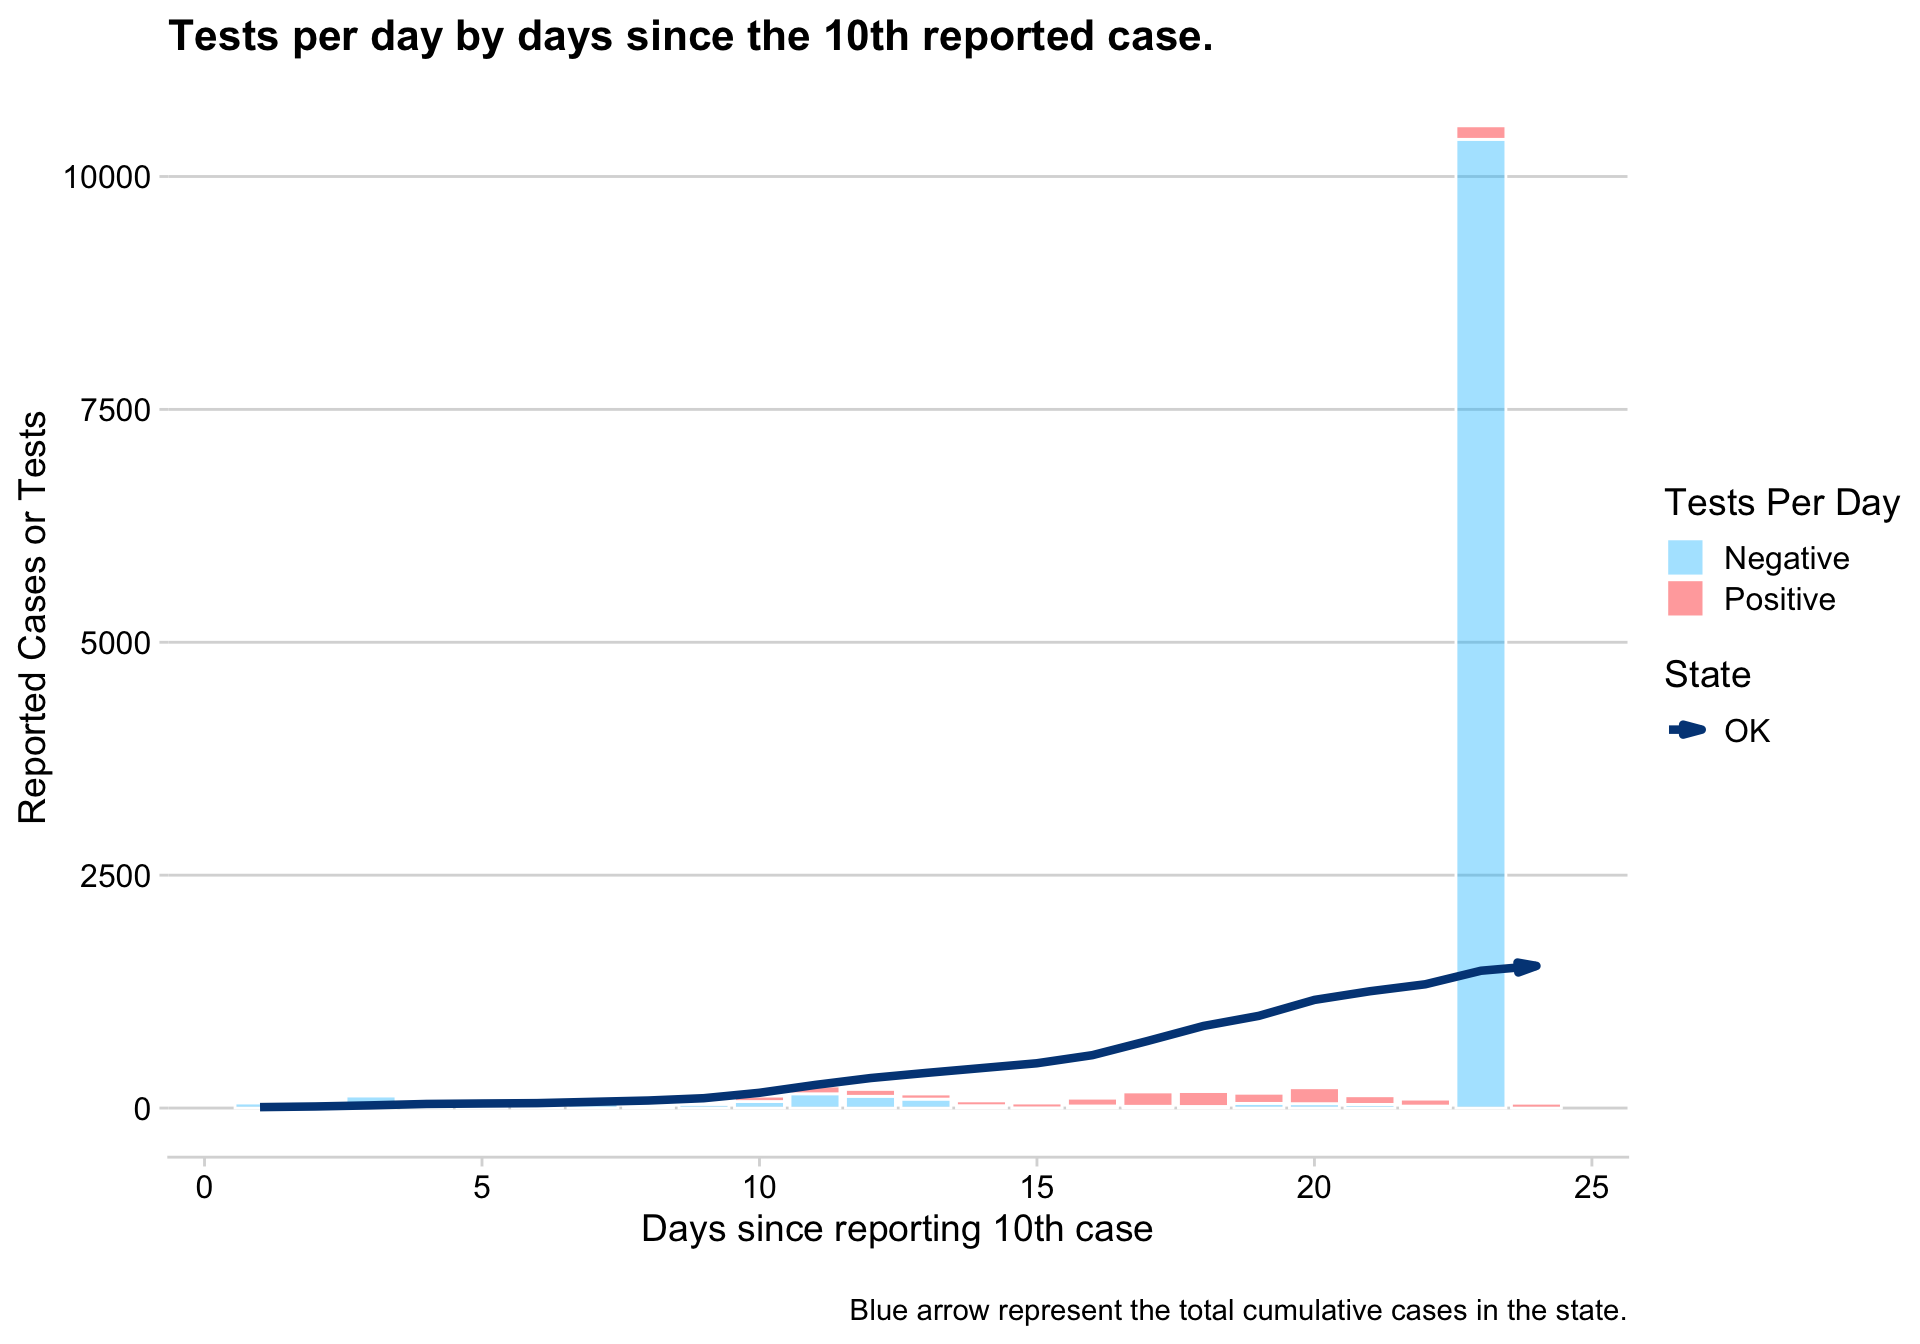 Tests per day by days since the 10th reported case.
10000
7500
5000
2500
0
Reported Cases or Tests
0 5 10 15 20 25
Days since reporting 10th case
Tests Per Day
Negative
Positive
State
OK
Blue arrow represent the total cumulative cases in the state.